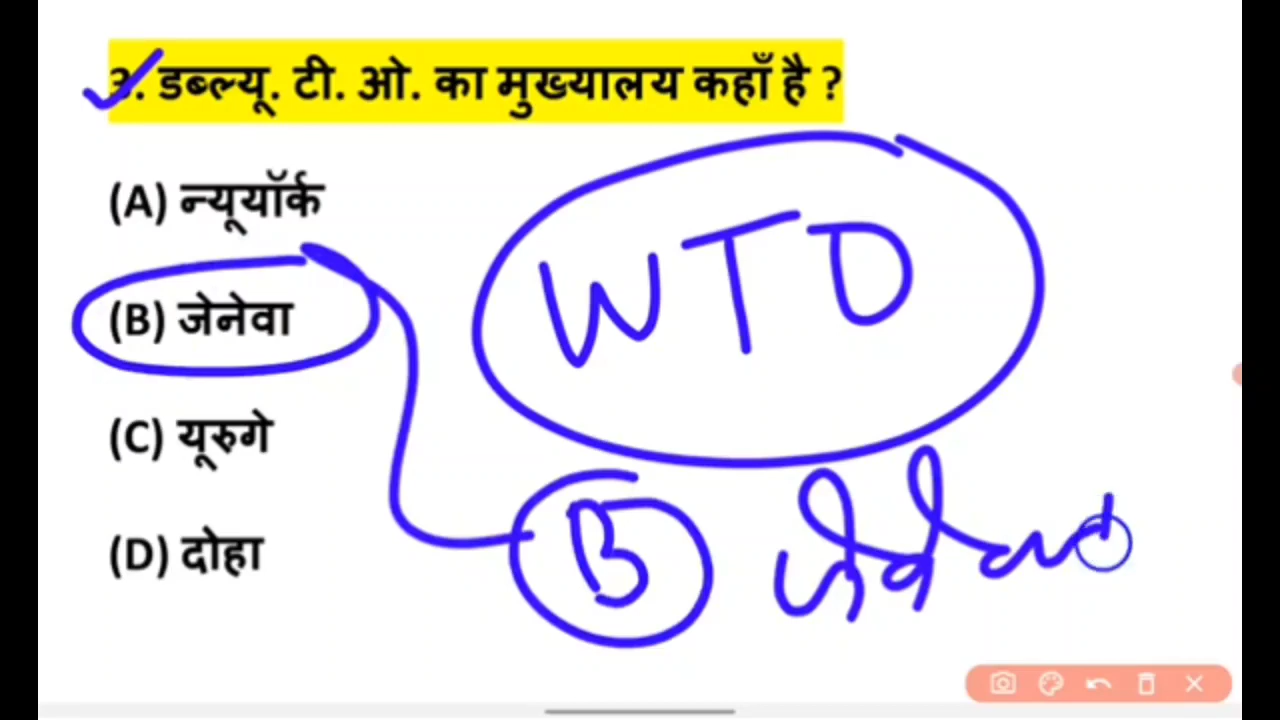 3. डब्ल्यू. टी. ओ. का मुख्यालय कहाँ है ?
(A) न्यूयॉर्क
(B) जेनेवा
WTO
(C) यूरुगे
(D) दोहा
B जेनेवा